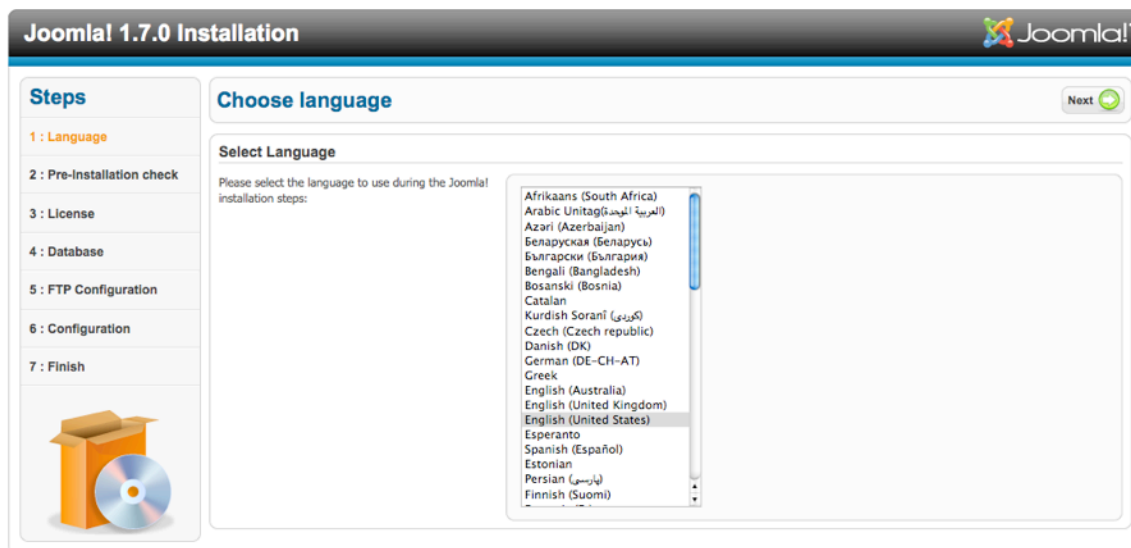 Joomla! 1.7.0 Installation
Joomla!
Steps
1 : Language
2 : Pre-Installation check
3 : License
4 : Database
5 : FTP Configuration
6 : Configuration
7 : Finish
Choose language
Next
Select Language
Please select the language to use during the Joomla!
installation steps:
Afrikaans (South Africa)
Arabic Unitag (العربية الموحدة)
Azəri (Azerbaijan)
Беларуская (Беларусь)
Български (България)
Bengali (Bangladesh)
Bosanski (Bosnia)
Catalan
Kurdish Soranî (کوردی)
Czech (Czech republic)
Danish (DK)
German (DE-CH-AT)
Greek
English (Australia)
English (United Kingdom)
English (United States)
Esperanto
Spanish (Español)
Estonian
Persian (پارسی)
Finnish (Suomi)